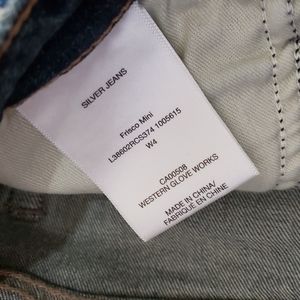 SILVER JEANS
Frisco Mini
L38602RCS374 1005615
W4
CA00508
WESTERN GLOVE WORKS
MADE IN CHINA/
FABRIQUÉ EN CHINE